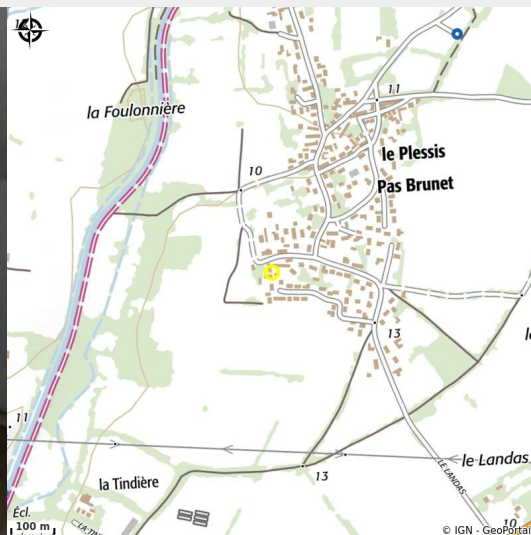 11
la Foulonnière
le Plessis
Pas Brunet
10
13
11
le Landas
LE LANDAS
13
la Tindière
Écl.
100 m
10
© IGN - GeoPortai